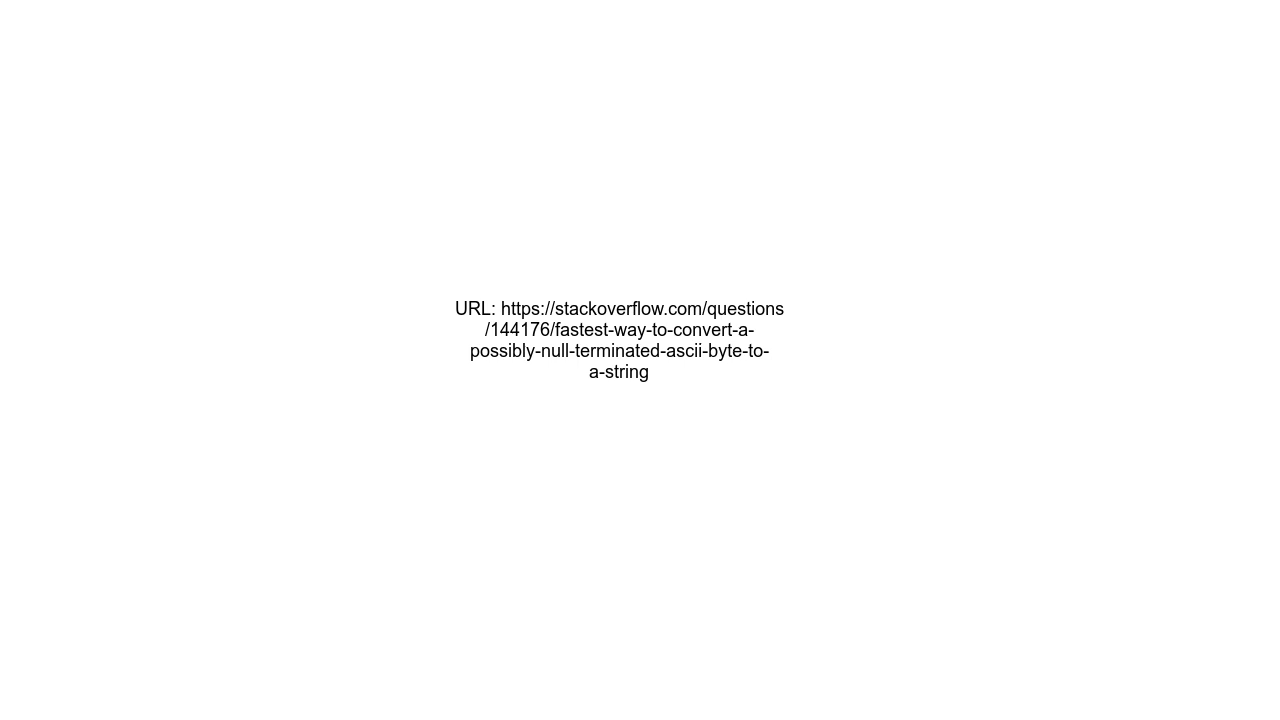 URL: https://stackoverflow.com/questions
/144176/fastest-way-to-convert-a-
possibly-null-terminated-ascii-byte-to-
a-string